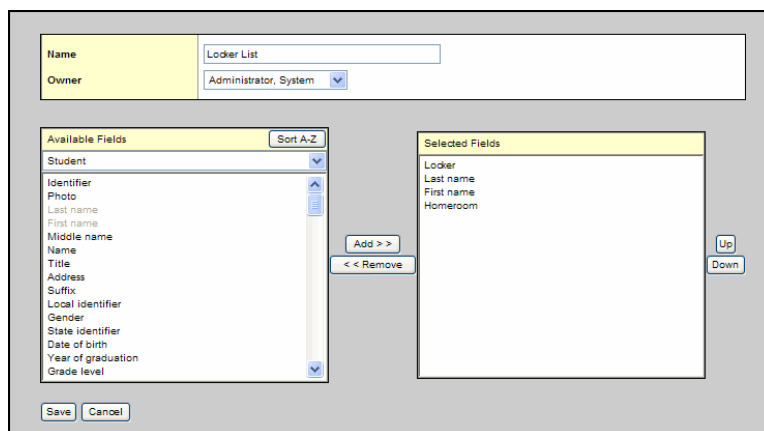 Name
Locker List
Owner
Administrator, System
Available Fields
Sort A-Z
Student
Identifier
Photo
Last name
First name
Middle name
Name
Title
Address
Suffix
Local identifier
Gender
State identifier
Date of birth
Year of graduation
Grade level
Add > >
< < Remove
Selected Fields
Locker
Last name
First name
Homeroom
Up
Down
Save
Cancel